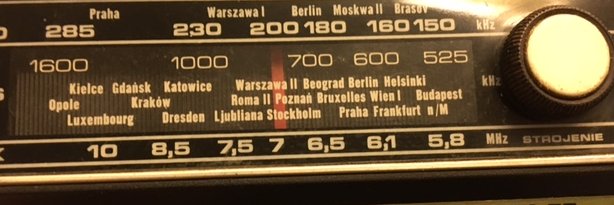 Praha Warszawa I Berlin Moskwa II Brasov
285 230 200 180 160 150 kHz
1600 1000 700 600 525
Kielce Gdańsk Katowice Warszawa II Beograd Berlin Helsinki kHz
Opole Kraków Roma II Poznań Bruxelles Wien I Budapest
Luxembourg Dresden Ljubliana Stockholm Praha Frankfurt n/M
10 8,5 7,5 7 6,5 6,1 5,8 MHz STROJENIE